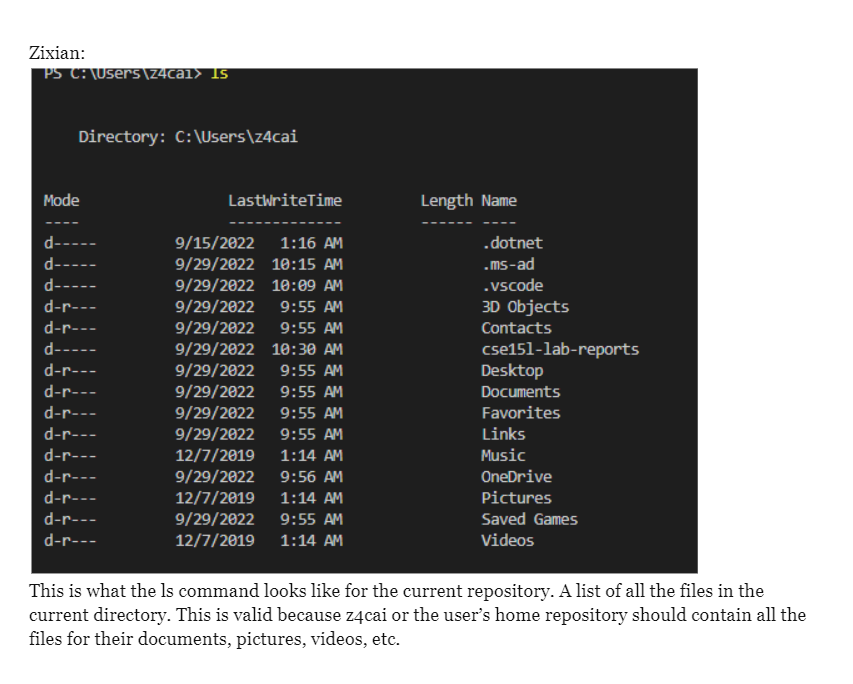 Zixian:
PS C:\Users\z4cai> ls
Directory: C:\Users\z4cai
Mode LastWriteTime Length Name
---- ------------- ------ ----
d----- 9/15/2022 1:16 AM .dotnet
d----- 9/29/2022 10:15 AM .ms-ad
d----- 9/29/2022 10:09 AM .vscode
d-r--- 9/29/2022 9:55 AM 3D Objects
d-r--- 9/29/2022 9:55 AM Contacts
d----- 9/29/2022 10:30 AM cse15l-lab-reports
d-r--- 9/29/2022 9:55 AM Desktop
d-r--- 9/29/2022 9:55 AM Documents
d-r--- 9/29/2022 9:55 AM Favorites
d-r--- 9/29/2022 9:55 AM Links
d-r--- 12/7/2019 1:14 AM Music
d-r--- 9/29/2022 9:56 AM OneDrive
d-r--- 12/7/2019 1:14 AM Pictures
d-r--- 9/29/2022 9:55 AM Saved Games
d-r--- 12/7/2019 1:14 AM Videos
This is what the ls command looks like for the current repository. A list of all the files in the
current directory. This is valid because z4cai or the user’s home repository should contain all the
files for their documents, pictures, videos, etc.